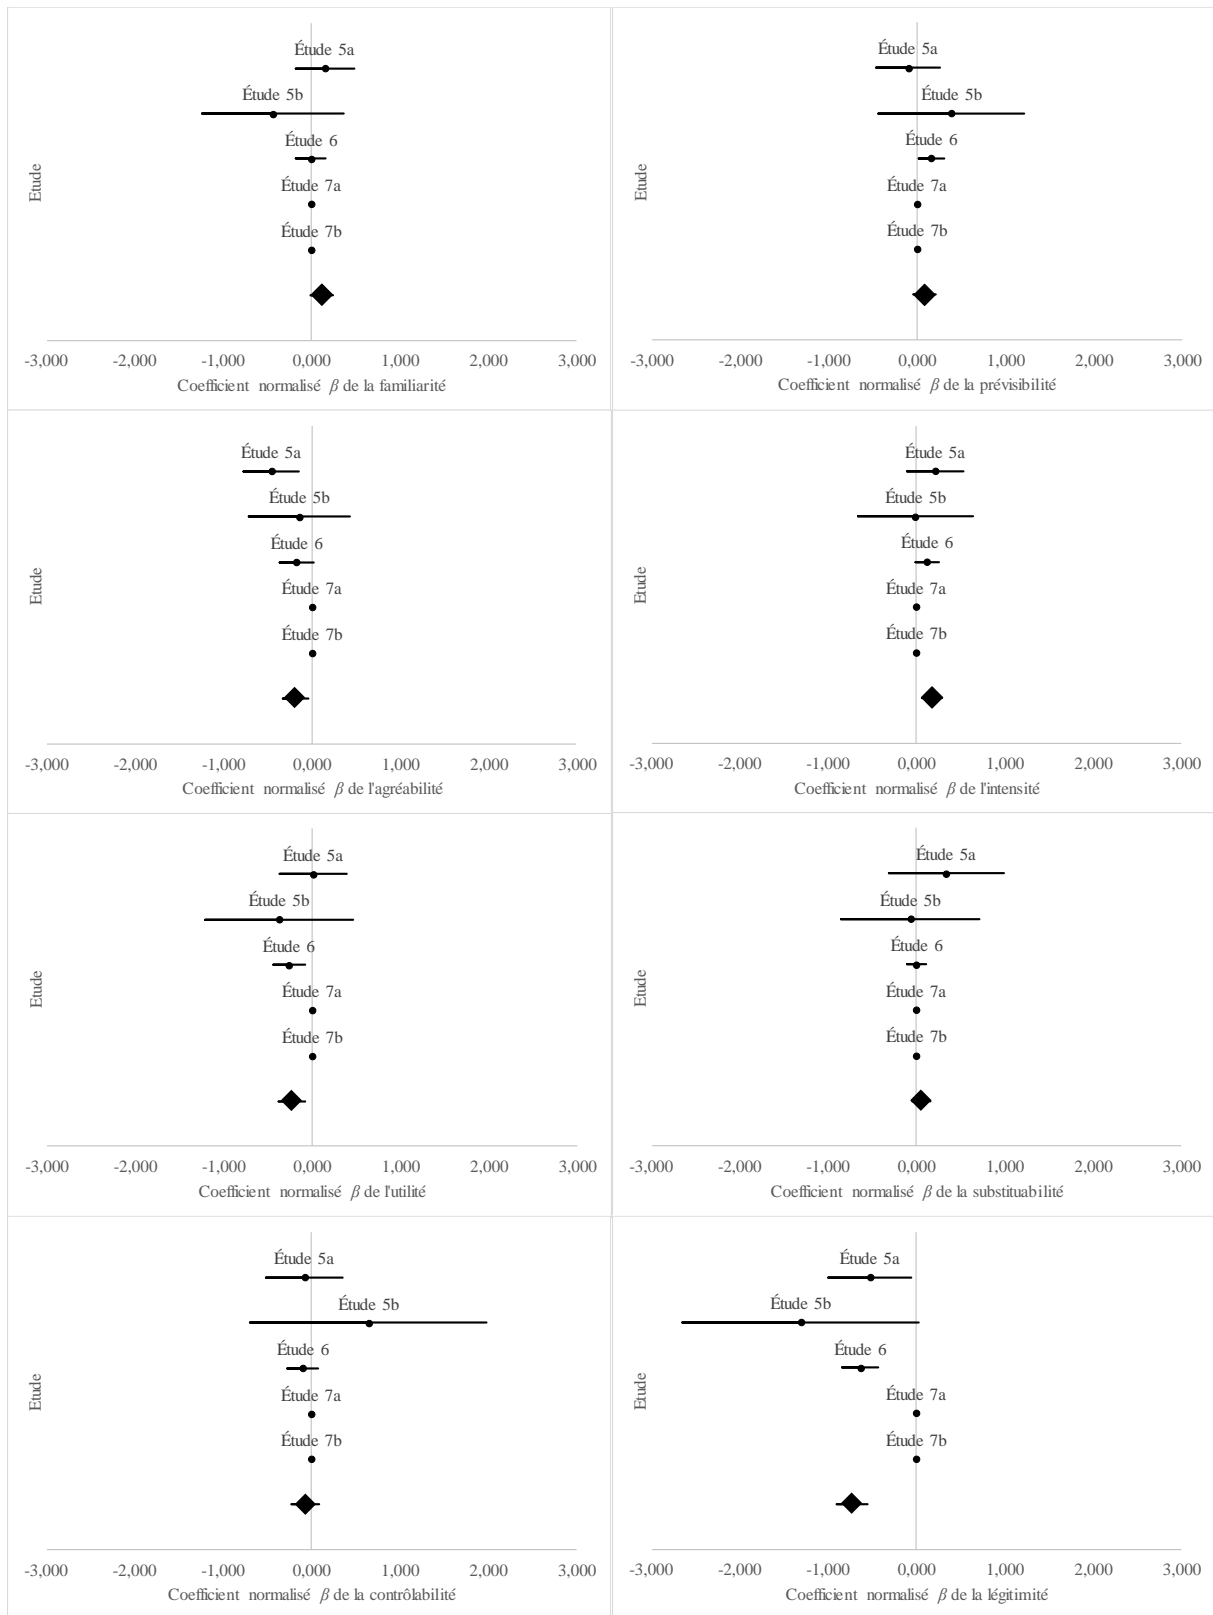 Étude 5a
Étude 5b
Étude 6
Étude 7a
Étude 7b
Etude
-3,000 -2,000 -1,000 0,000 1,000 2,000 3,000
Coefficient normalisé β de la familiarité
Étude 5a
Étude 5b
Étude 6
Étude 7a
Étude 7b
Etude
-3,000 -2,000 -1,000 0,000 1,000 2,000 3,000
Coefficient normalisé β de la prévisibilité
Étude 5a
Étude 5b
Étude 6
Étude 7a
Étude 7b
Etude
-3,000 -2,000 -1,000 0,000 1,000 2,000 3,000
Coefficient normalisé β de l'agréabilité
Étude 5a
Étude 5b
Étude 6
Étude 7a
Étude 7b
Etude
-3,000 -2,000 -1,000 0,000 1,000 2,000 3,000
Coefficient normalisé β de l'intensité
Étude 5a
Étude 5b
Étude 6
Étude 7a
Étude 7b
Etude
-3,000 -2,000 -1,000 0,000 1,000 2,000 3,000
Coefficient normalisé β de l'utilité
Étude 5a
Étude 5b
Étude 6
Étude 7a
Étude 7b
Etude
-3,000 -2,000 -1,000 0,000 1,000 2,000 3,000
Coefficient normalisé β de la substituabilité
Étude 5a
Étude 5b
Étude 6
Étude 7a
Étude 7b
Etude
-3,000 -2,000 -1,000 0,000 1,000 2,000 3,000
Coefficient normalisé β de la contrôlabilité
Étude 5a
Étude 5b
Étude 6
Étude 7a
Étude 7b
Etude
-3,000 -2,000 -1,000 0,000 1,000 2,000 3,000
Coefficient normalisé β de la légitimité